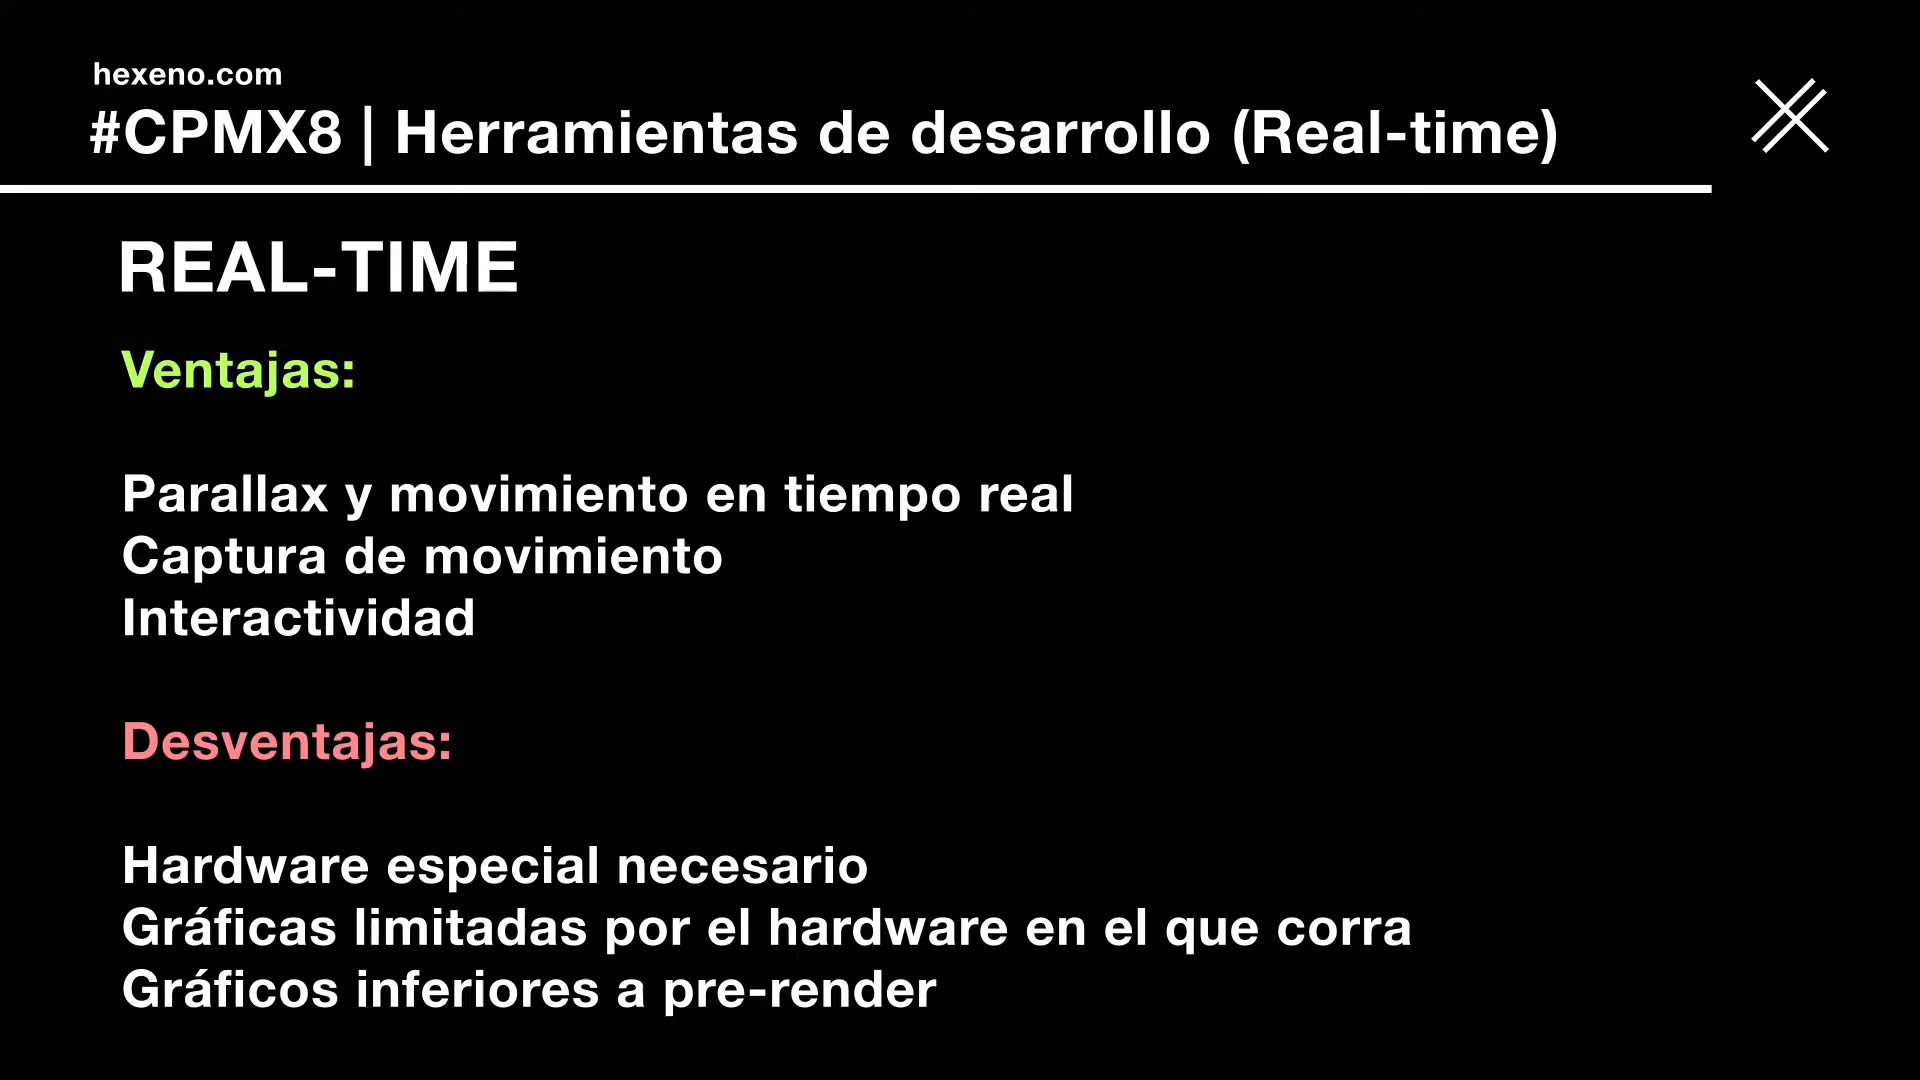 hexeno.com
#CPMX8 | Herramientas de desarrollo (Real-time)
REAL-TIME
Ventajas:
Parallax y movimiento en tiempo real
Captura de movimiento
Interactividad
Desventajas:
Hardware especial necesario
Gráficas limitadas por el hardware en el que corra
Gráficos inferiores a pre-render